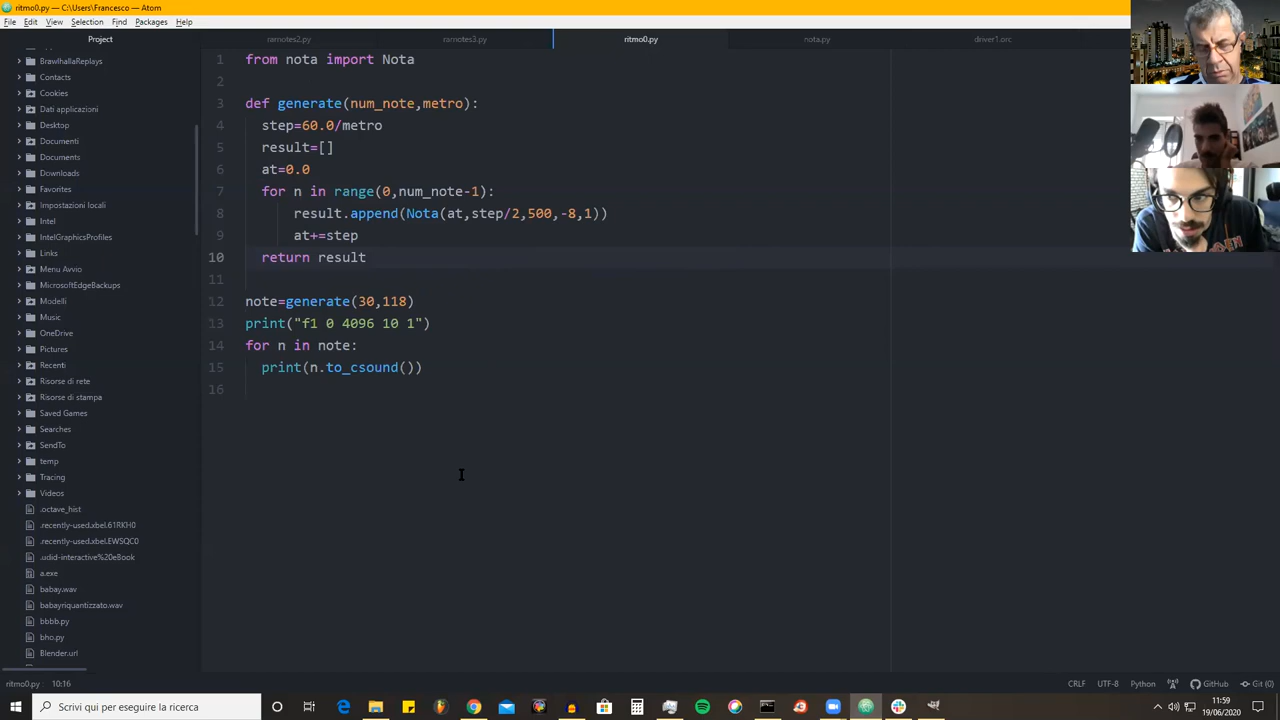 ritmo0.py — C:\Users\Francesco — Atom
File Edit View Selection Find Packages Help
Project
ramotes2.py
ramotes3.py
ritmo0.py
nota.py
driver1.orc
BrawlhallaReplays
Contacts
Cookies
Dati applicazioni
Desktop
Documenti
Documents
Downloads
Favorites
Impostazioni locali
Intel
IntelGraphicsProfiles
Links
Menu Avvio
MicrosoftEdgeBackups
Modelli
Music
OneDrive
Pictures
Recenti
Risorse di rete
Risorse di stampa
Saved Games
Searches
SendTo
temp
Tracing
Videos
.octave_hist
.recently-used.xbel.61RKH0
.recently-used.xbel.EWSQC0
.udid-interactive%20eBook
a.exe
babay.wav
babayriquantizzato.wav
bbbb.py
bho.py
Blender.url
1 from nota import Nota
2
3 def generate(num_note,metro):
4 step=60.0/metro
5 result=[]
6 at=0.0
7 for n in range(0,num_note-1):
8 result.append(Nota(at,step/2,500,-8,1))
9 at+=step
10 return result
11
12 note=generate(30,118)
13 print("f1 0 4096 10 1")
14 for n in note:
15 print(n.to_csound())
16
ritmo0.py 10:16
CRLF UTF-8 Python GitHub Git (0)
Scrivi qui per eseguire la ricerca
11:59
19/06/2020